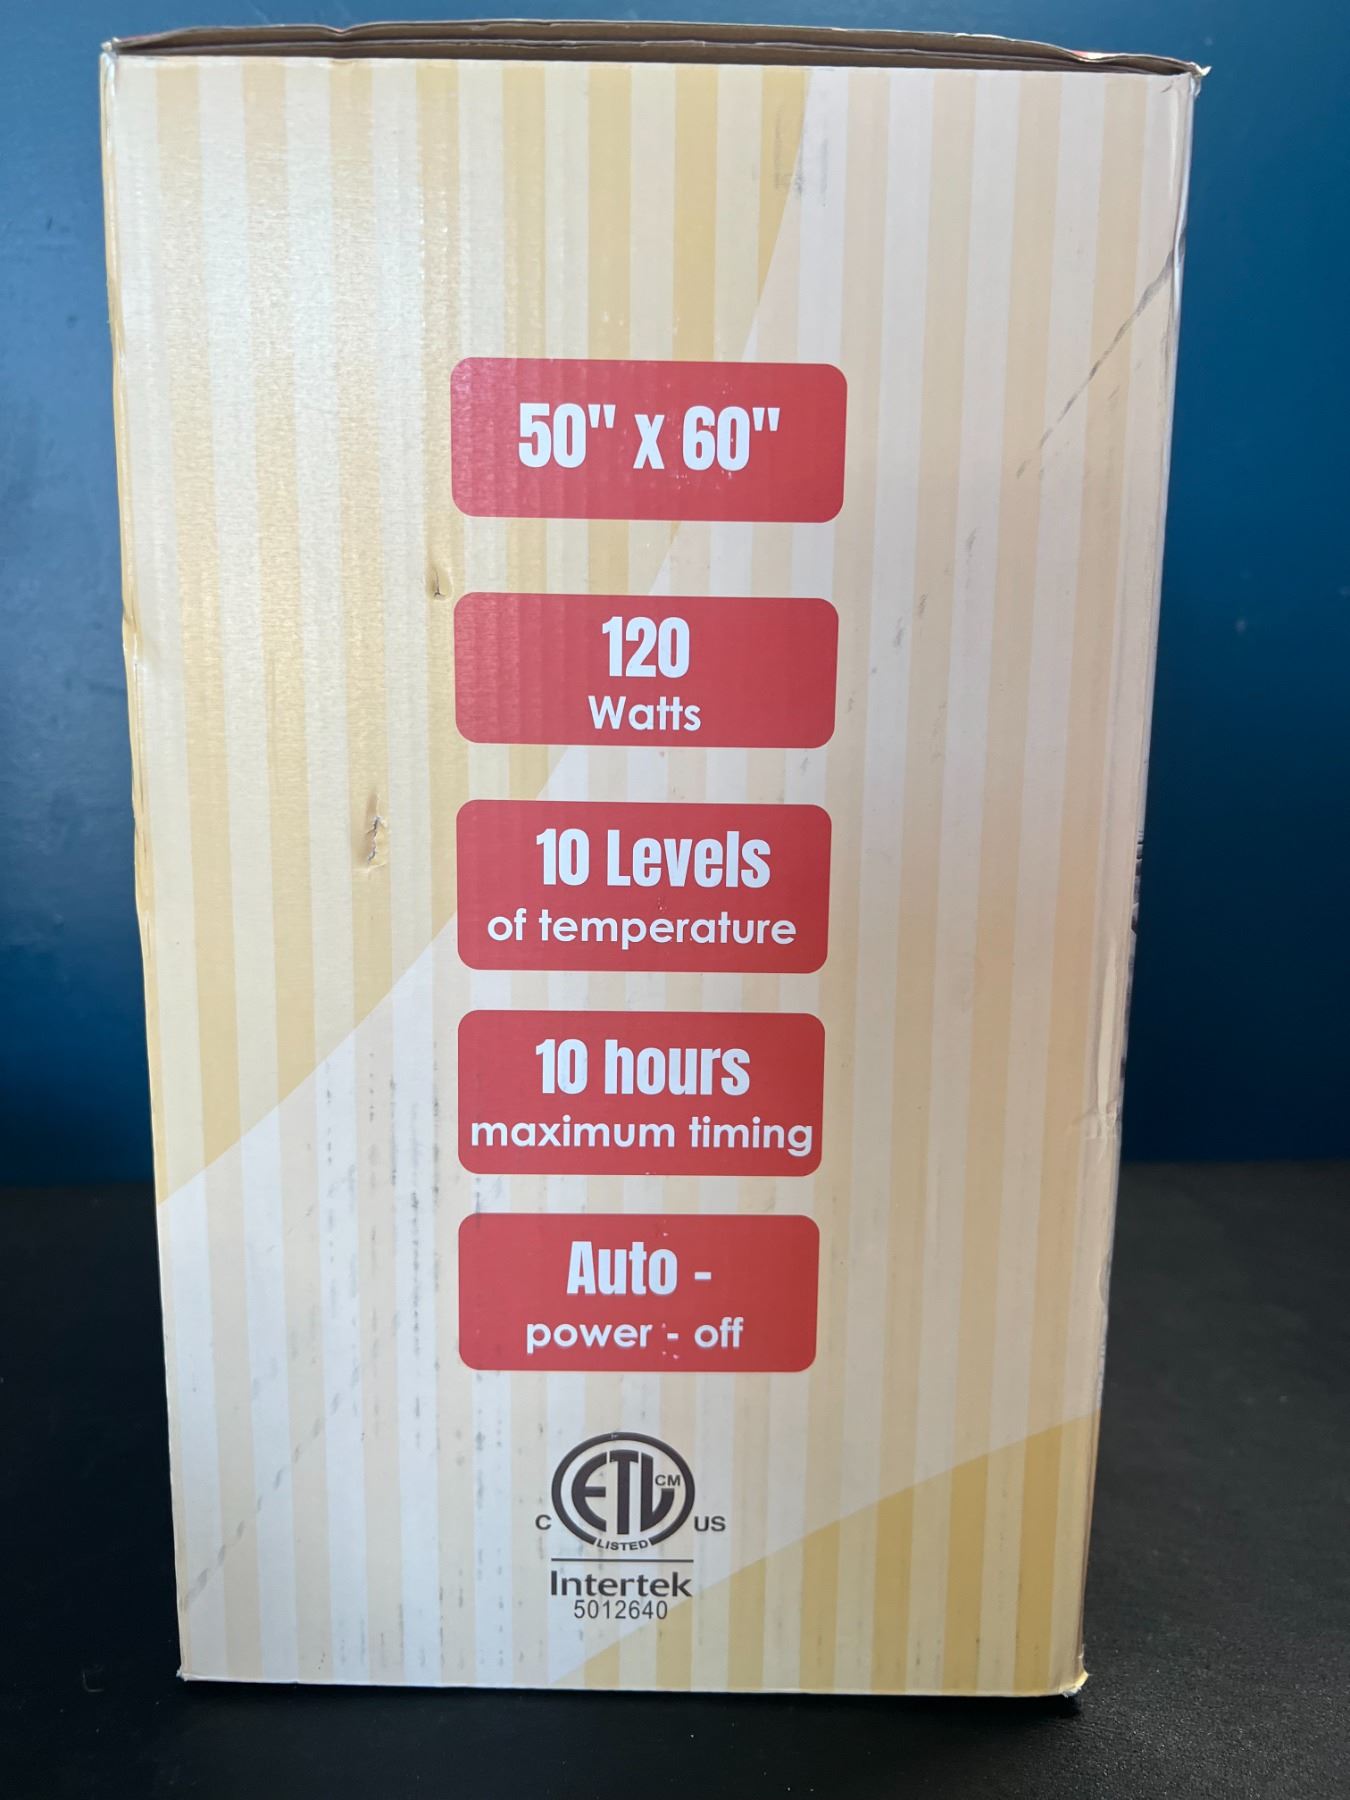 50" x 60"
120
Watts
10 Levels
of temperature
10 hours
maximum timing
Auto -
power - off
ETL CM
C US
LISTED
Intertek
5012640